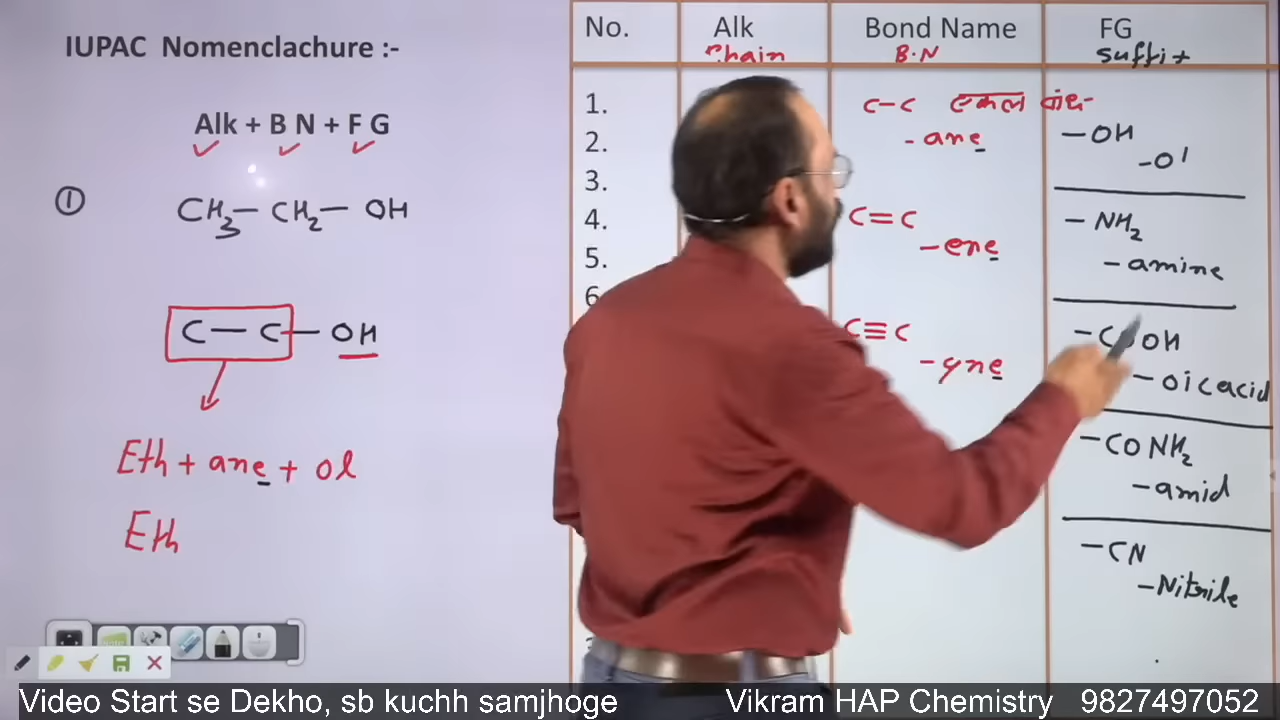 IUPAC Nomenclachure :-
Alk + B N + F G
① CH3—CH2—OH
C—C—OH
Eth + ane + ol
Eth
No. Alk Bond Name FG
Chain B.N suffix
1.
2.
3.
4.
5.
6
C-C एकल बंध-
-ane
C=C
-ene
C≡C
-yne
-OH
-ol
-NH2
-amine
-COOH
-oic acid
-CONH2
-amid
-CN
-Nitrile
Video Start se Dekho, sb kuchh samjhoge Vikram HAP Chemistry 9827497052